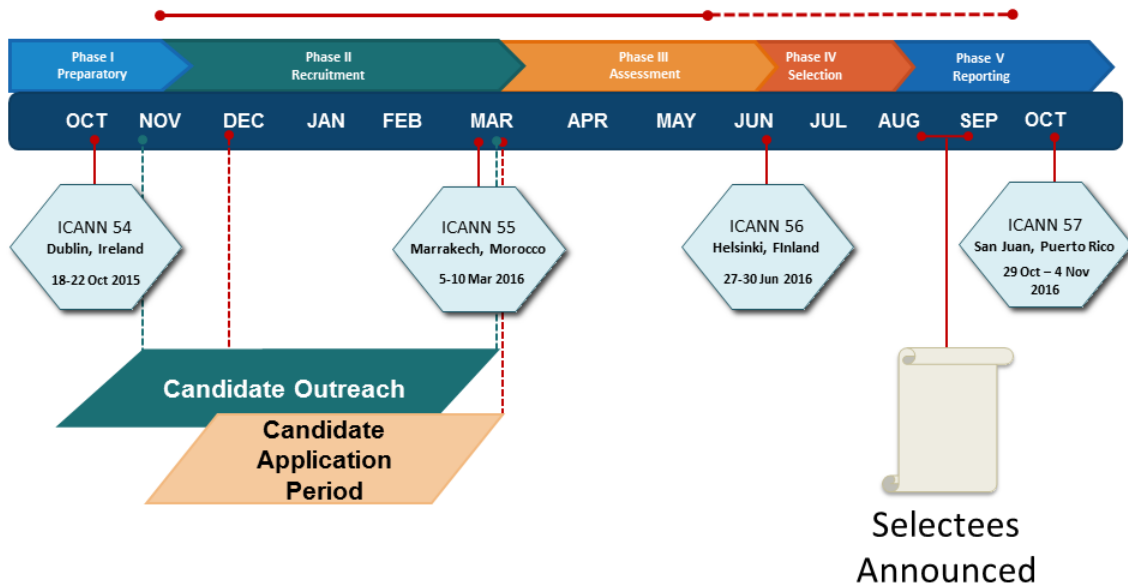 Phase I
Preparatory
Phase II
Recruitment
Phase III
Assessment
Phase IV
Selection
Phase V
Reporting
OCT NOV DEC JAN FEB MAR APR MAY JUN JUL AUG SEP OCT
ICANN 54
Dublin, Ireland
18-22 Oct 2015
ICANN 55
Marrakech, Morocco
5-10 Mar 2016
ICANN 56
Helsinki, FInland
27-30 Jun 2016
ICANN 57
San Juan, Puerto Rico
29 Oct – 4 Nov
2016
Candidate Outreach
Candidate
Application
Period
Selectees
Announced